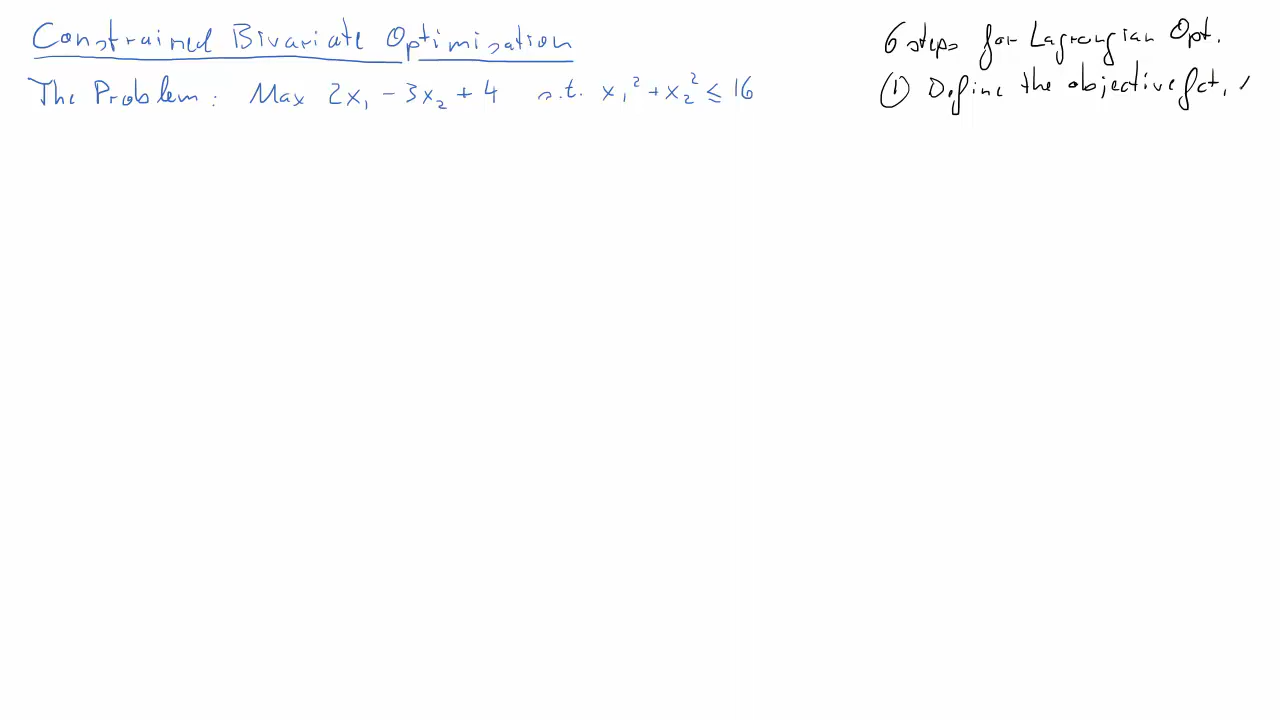 Constrained Bivariate Optimisation
The Problem: Max 2x₁ - 3x₂ + 4 s.t. x₁² + x₂² ≤ 16
6 steps for Lagrangian Opt.
① Define the objective fct.